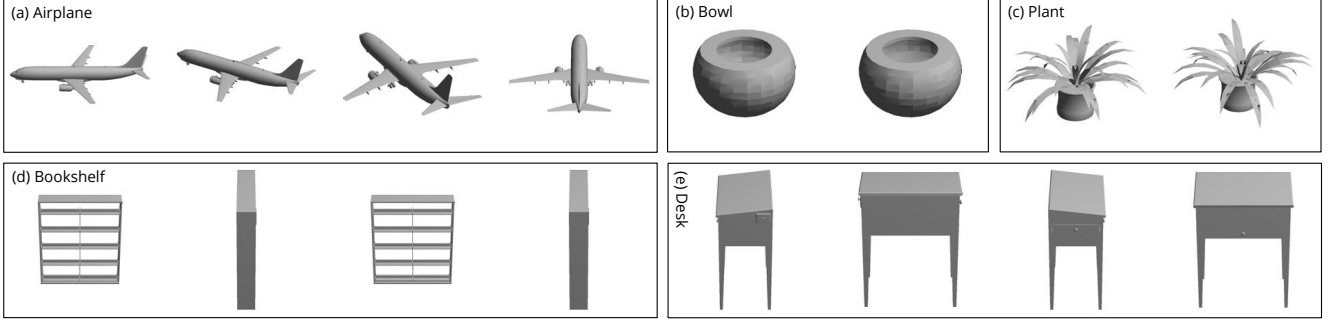 (a) Airplane
(b) Bowl
(c) Plant
(d) Bookshelf
(e) Desk